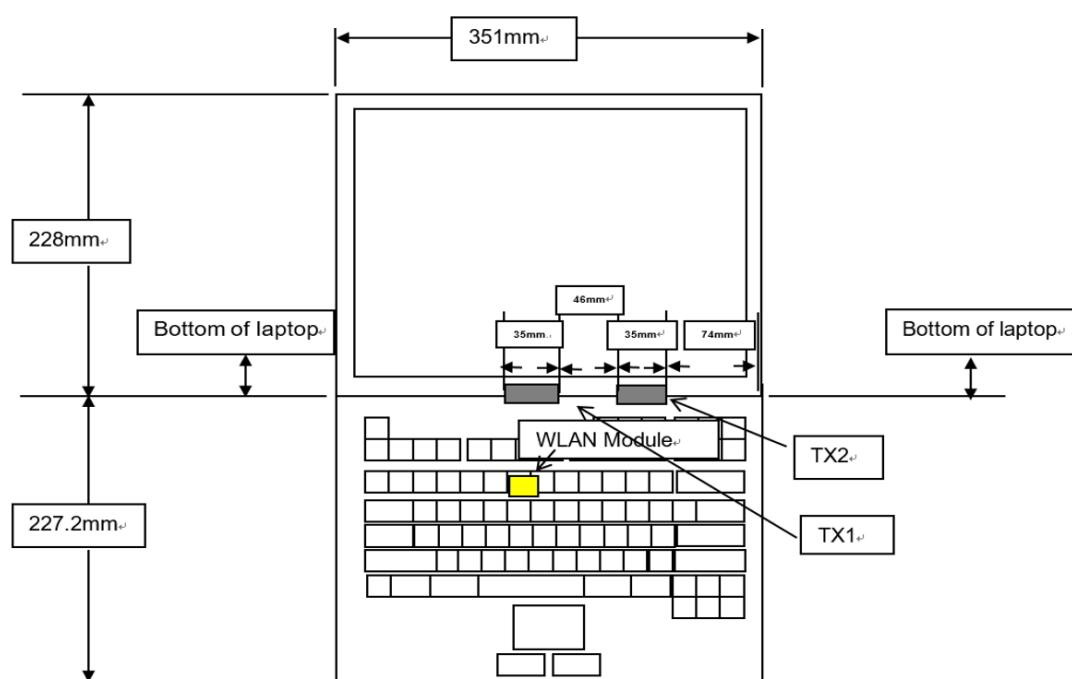 351mm
228mm
46mm
Bottom of laptop
35mm
35mm
74mm
Bottom of laptop
WLAN Module
TX2
227.2mm
TX1